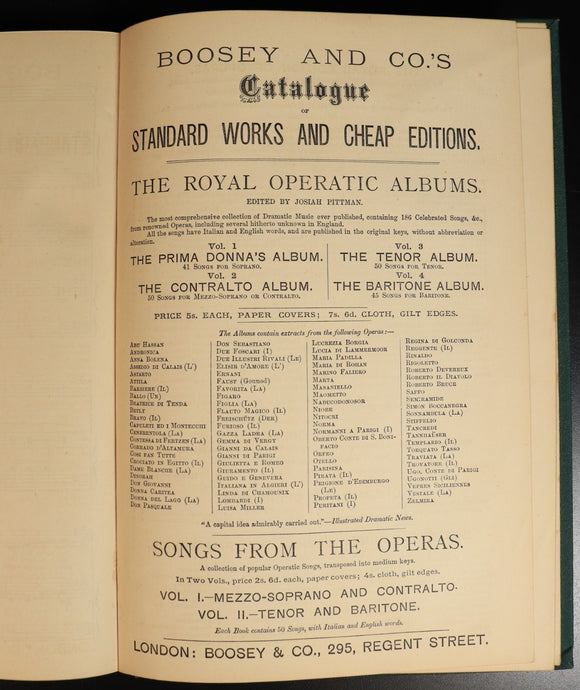 BOOSEY AND CO.'S
Catalogue
OF
STANDARD WORKS AND CHEAP EDITIONS.
THE ROYAL OPERATIC ALBUMS.
EDITED BY JOSIAH PITTMAN.
The most comprehensive collection of Dramatic Music ever published, containing 186 Celebrated Songs, &c.,
from renowned Operas, including several hitherto unknown in England.
All the songs have Italian and English words, and are published in the original keys, without abbreviation or
alteration.
Vol. 1
THE PRIMA DONNA'S ALBUM.
41 SONGS FOR SOPRANO.
Vol. 2
THE CONTRALTO ALBUM.
50 SONGS FOR MEZZO-SOPRANO OR CONTRALTO.
Vol. 3
THE TENOR ALBUM.
50 SONGS FOR TENOR.
Vol. 4
THE BARITONE ALBUM.
45 SONGS FOR BARITONE.
PRICE 5s. EACH, PAPER COVERS; 7s. 6d. CLOTH, GILT EDGES.
The Albums contain extracts from the following Operas:—
ABU HASSAN
ANDRONICA
ANNA BOLENA
ASSEDIO DI CALAIS (L')
ASTARTO
ATTILA
BARBIERE (IL)
BALLO (UN)
BEATRICE DI TENDA
BETLY
BRAVO (IL)
CAPULETI ED I MONTECCHI
CENERENTOLA (LA)
CONTESSA DI FERTZEN (LA)
CORRADO D'ALTAMURA
COSI FAN TUTTE
CROCIATO IN EGITTO (IL)
DAME BLANCHE (LA)
DINORAH
DON GIOVANNI
DONNA CARITEA
DONNA DEL LAGO (LA)
DON PASQUALE
DON SEBASTIANO
DUE FOSCARI (I)
DUE ILLUSTRI RIVALI (LE)
ELISIR D'AMORE (L')
ERNANI
FAUST (Gounod)
FAVORITA (LA)
FIGARO
FIGLIA (LA)
FLAUTO MAGICO (IL)
FREISCHÜTZ (DER)
FURIOSO (IL)
GAZZA LADRA (LA)
GEMMA DI VERGY
GIANNI DA CALAIS
GIANNI DI PARIGI
GIULIETTA E ROMEO
GIURAMENTO (IL)
GUIDO E GENEVERA
ITALIANA IN ALGIERI (L')
LINDA DI CHAMOUNIX
LOMBARDI (I)
LUISA MILLER
LUCREZIA BORGIA
LUCIA DI LAMMERMOOR
MARIA PADILLA
MARIA DI ROHAN
MARINO FALIERO
MARTA
MASANIELLO
MAOMETTO
NABUCODONOSOR
NIOBE
NITOCRI
NORMA
NORMANNI A PARIGI (I)
OBERTO CONTE DI S. BONI-
FACIO
ORFEO
OTELLO
PARISINA
PIRATA (IL)
PRIGIONE D'EDIMBURGO
(LE)
PROFETA (IL)
PURITANI (I)
REGINA DI GOLCONDA
REGGENTE (IL)
RINALDO
RIGOLETTO
ROBERTO DEVEREUX
ROBERTO IL DIAVOLO
ROBERTO BRUCE
SAFFO
SEMIRAMIDE
SIMON BOCCANEGRA
SONNAMBULA (LA)
STIFFELIO
TANCREDI
TANNHÄUSER
TEMPLARIO (IL)
TORQUATO TASSO
TRAVIATA (LA)
TROVATORE (IL)
UGO, CONTE DI PARIGI
UGONOTTI (GLI)
VEPRES SICILIENNES
VESTALE (LA)
ZELMIRA
"A capital idea admirably carried out."—Illustrated Dramatic News.
SONGS FROM THE OPERAS.
A collection of popular Operatic Songs, transposed into medium keys.
In Two Vols., price 2s. 6d. each, paper covers; 4s. cloth, gilt edges.
VOL. I.—MEZZO-SOPRANO AND CONTRALTO.
VOL. II.—TENOR AND BARITONE.
Each Book contains 50 Songs, with Italian and English words.
LONDON: BOOSEY & CO., 295, REGENT STREET.